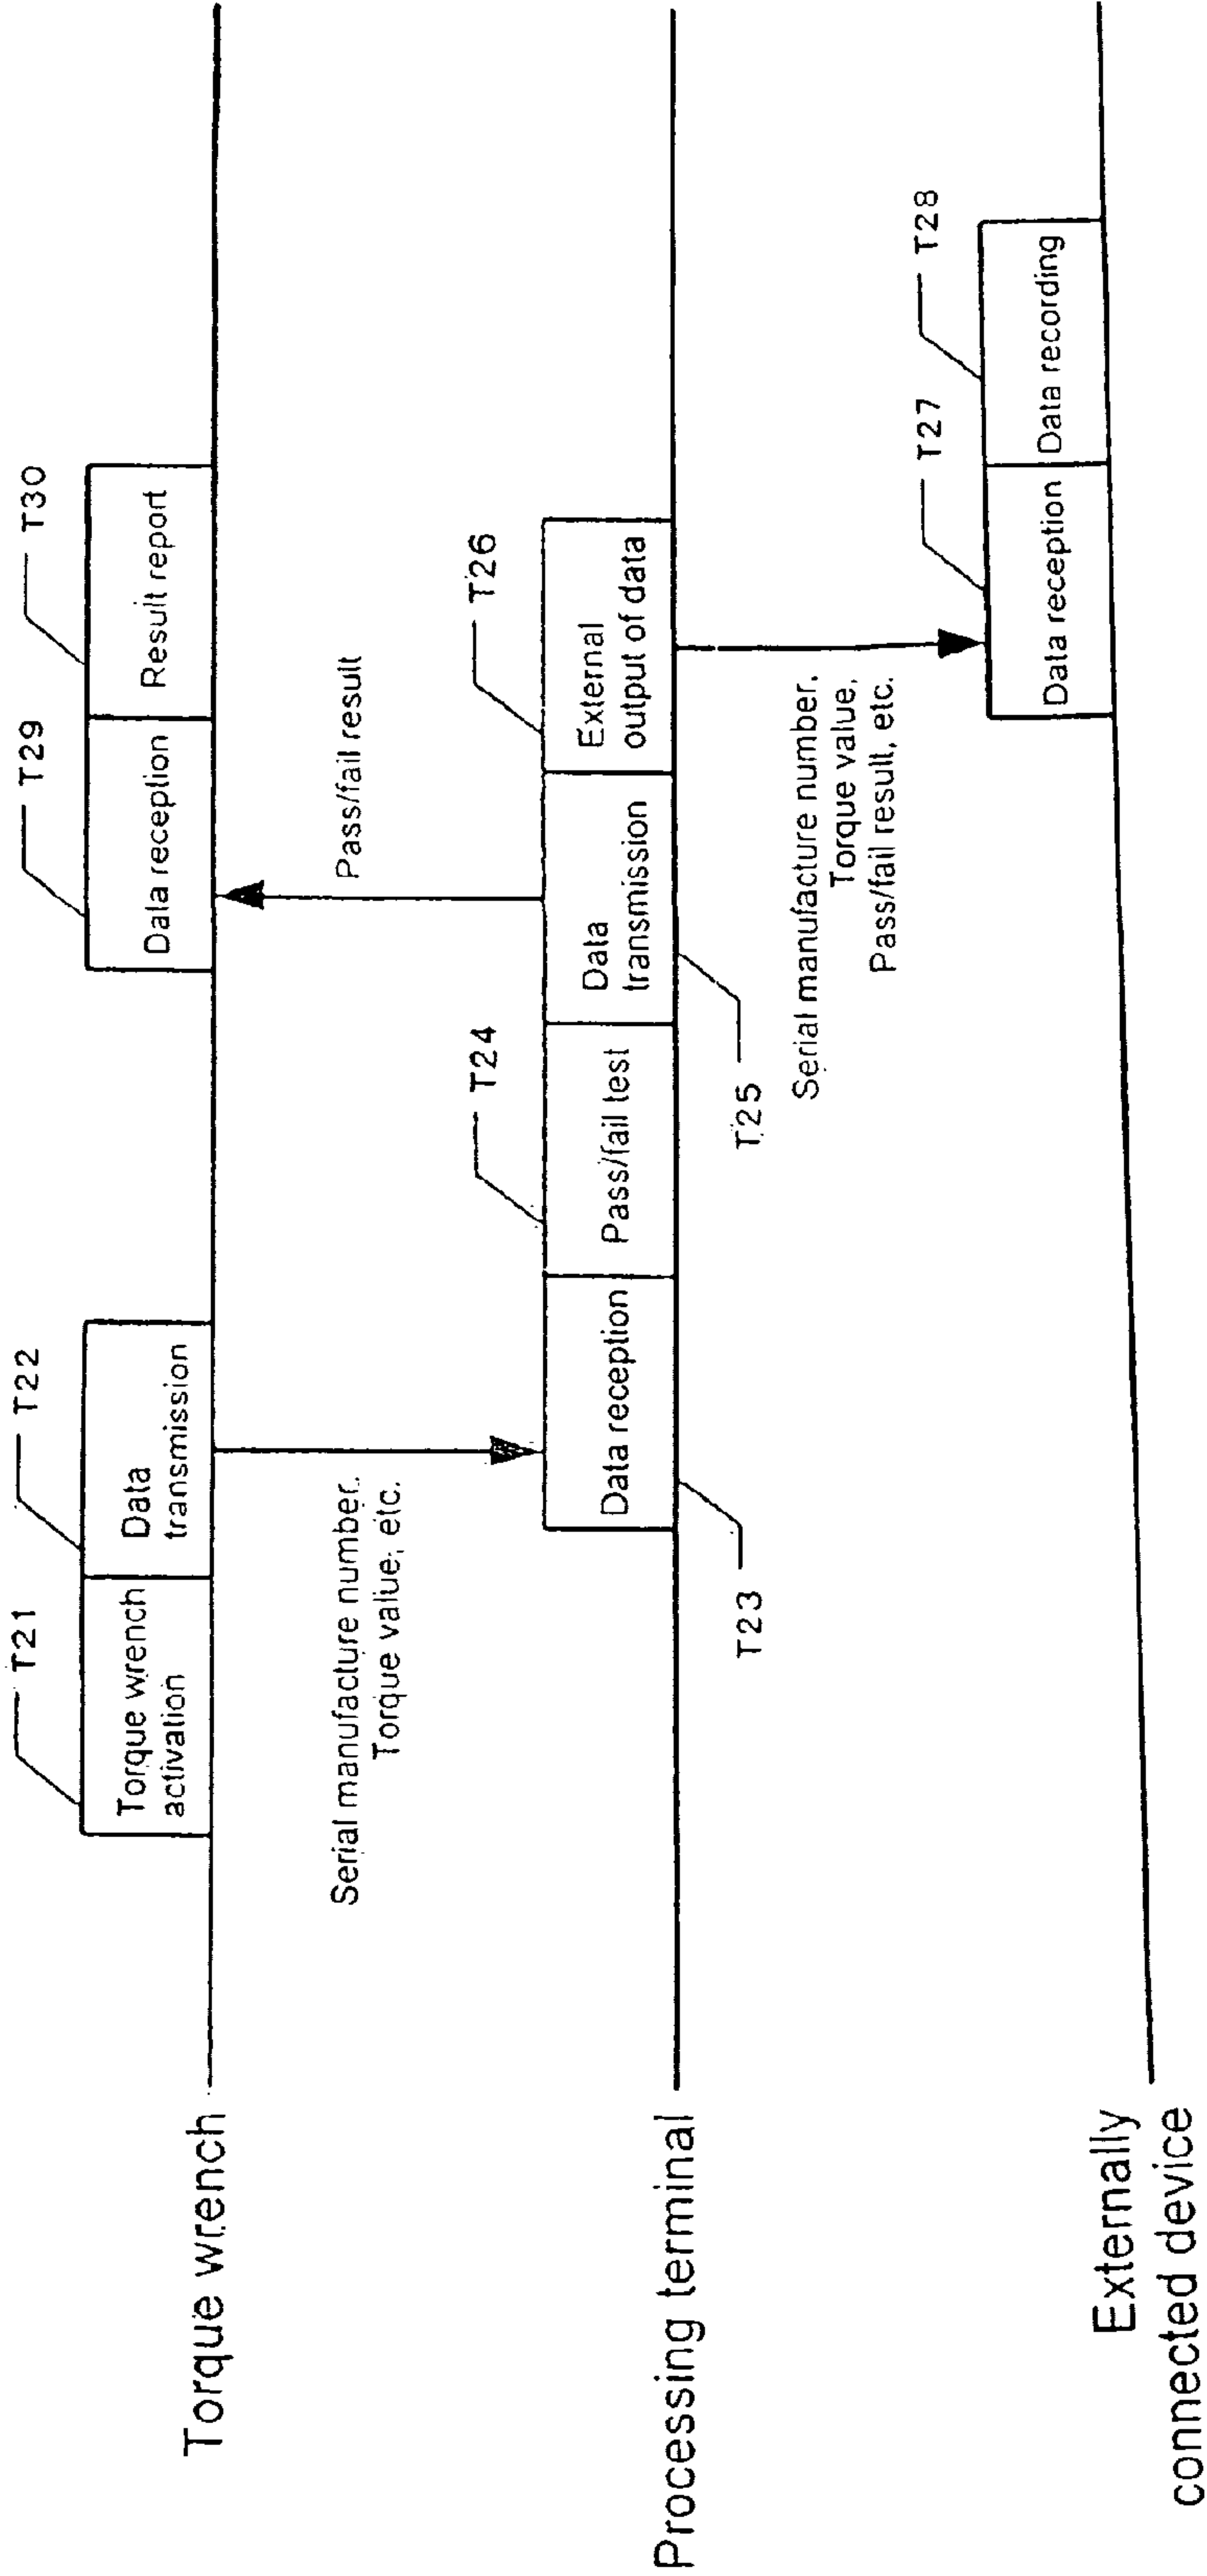 T21
T22
T29
T30
Torque wrench
activation
Data
transmission
Data reception
Result report
Torque wrench
Serial manufacture number.
Torque value, etc.
Pass/fail result
T24
T26
Data reception
Pass/fail test
Data
transmission
External
output of data
Processing terminal
T23
T25
Serial manufacture number.
Torque value,
Pass/fail result, etc.
T27
T28
Data reception
Data recording
Externally
connected device